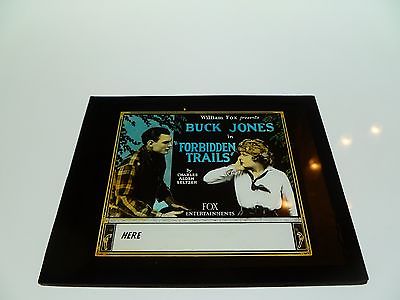 William Fox presents
BUCK JONES
in
'FORBIDDEN
TRAILS'
By
CHARLES
ALDEN
SELTZER
FOX
ENTERTAINMENTS
HERE